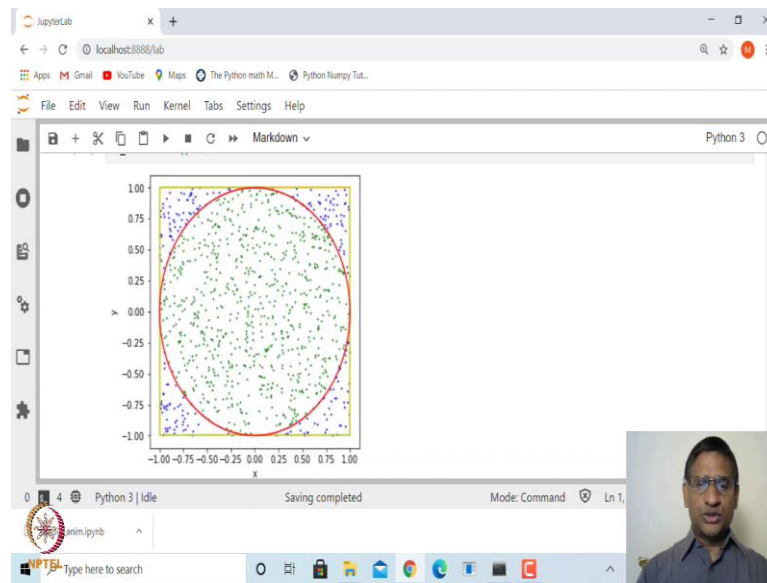 JupyterLab
localhost:8888/lab
Apps Gmail YouTube Maps The Python math M... Python Numpy Tut...
File Edit View Run Kernel Tabs Settings Help
Markdown Python 3
1.00
0.75
0.50
0.25
0.00
−0.25
−0.50
−0.75
−1.00
y
−1.00 −0.75 −0.50 −0.25 0.00 0.25 0.50 0.75 1.00
x
0 4 Python 3 | Idle Saving completed Mode: Command Ln 1,
anim.ipynb
NPTEL Type here to search
M